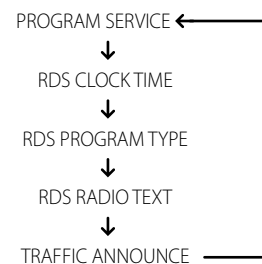 PROGRAM SERVICE
RDS CLOCK TIME
RDS PROGRAM TYPE
RDS RADIO TEXT
TRAFFIC ANNOUNCE